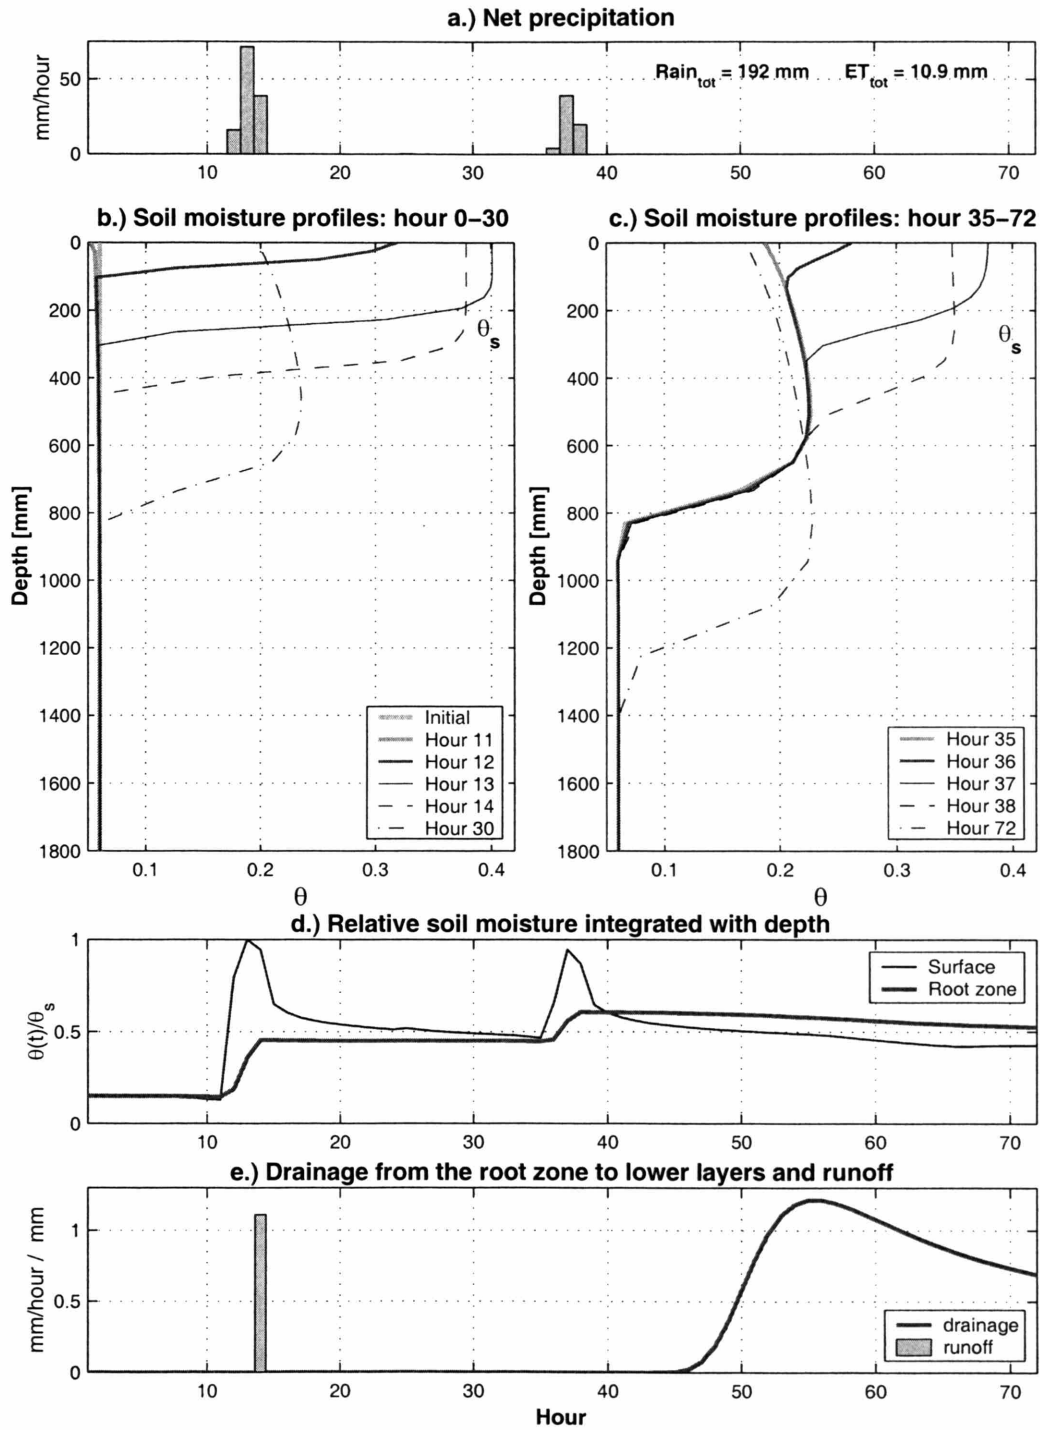 a.) Net precipitation
mm/hour
50
0
Rain_tot = 192 mm ET_tot = 10.9 mm
10 20 30 40 50 60 70
b.) Soil moisture profiles: hour 0–30
Depth [mm]
0
200
400
600
800
1000
1200
1400
1600
1800
θ_s
Initial
Hour 11
Hour 12
Hour 13
Hour 14
Hour 30
0.1 0.2 0.3 0.4
θ
c.) Soil moisture profiles: hour 35–72
Depth [mm]
0
200
400
600
800
1000
1200
1400
1600
1800
θ_s
Hour 35
Hour 36
Hour 37
Hour 38
Hour 72
0.1 0.2 0.3 0.4
θ
d.) Relative soil moisture integrated with depth
θ(t)/θ_s
1
0.5
0
Surface
Root zone
10 20 30 40 50 60 70
e.) Drainage from the root zone to lower layers and runoff
mm/hour / mm
1
0.5
0
drainage
runoff
10 20 30 40 50 60 70
Hour